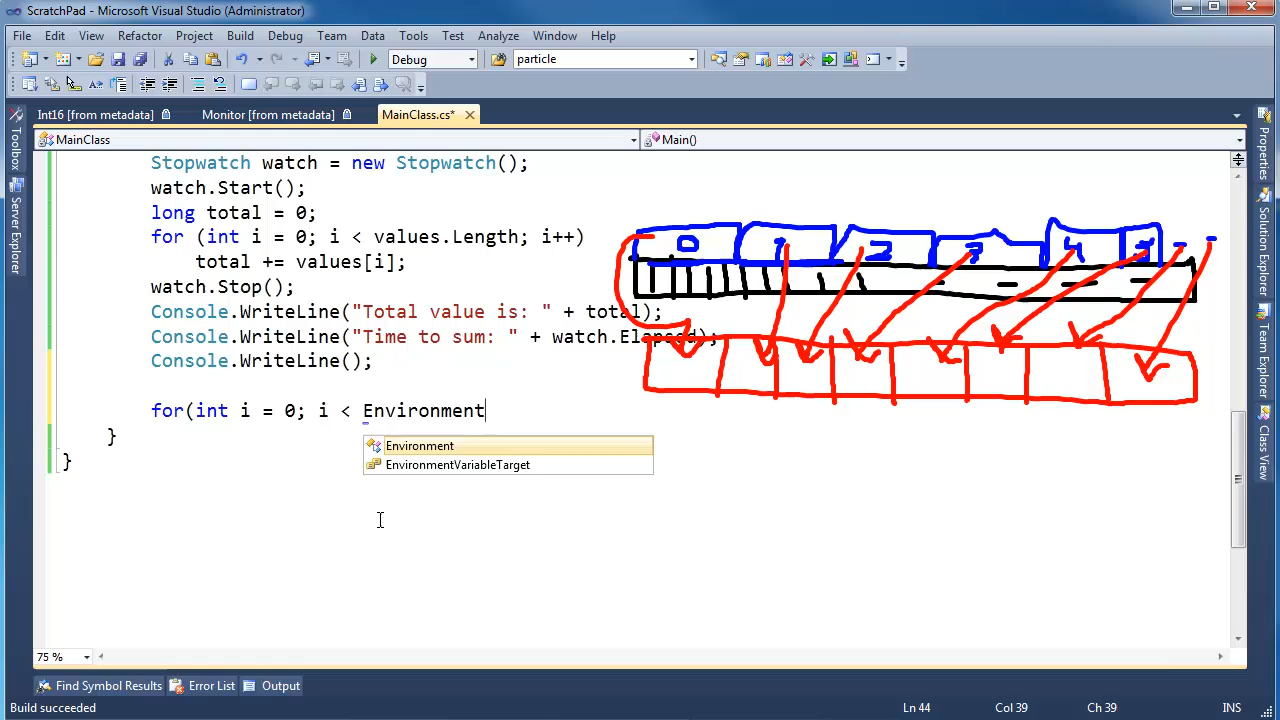 ScratchPad - Microsoft Visual Studio (Administrator)
File Edit View Refactor Project Build Debug Team Data Tools Test Analyze Window Help
Debug particle
Int16 [from metadata] Monitor [from metadata] MainClass.cs*
MainClass Main()
Toolbox
Server Explorer
Stopwatch watch = new Stopwatch();
watch.Start();
long total = 0;
for (int i = 0; i < values.Length; i++)
total += values[i];
watch.Stop();
Console.WriteLine("Total value is: " + total);
Console.WriteLine("Time to sum: " + watch.Elapsed);
Console.WriteLine();
for(int i = 0; i < Environment
}
}
Environment
EnvironmentVariableTarget
0 1 2 3 4
Properties
Solution Explorer
Team Explorer
Class View
75 %
Find Symbol Results Error List Output
Build succeeded Ln 44 Col 39 Ch 39 INS